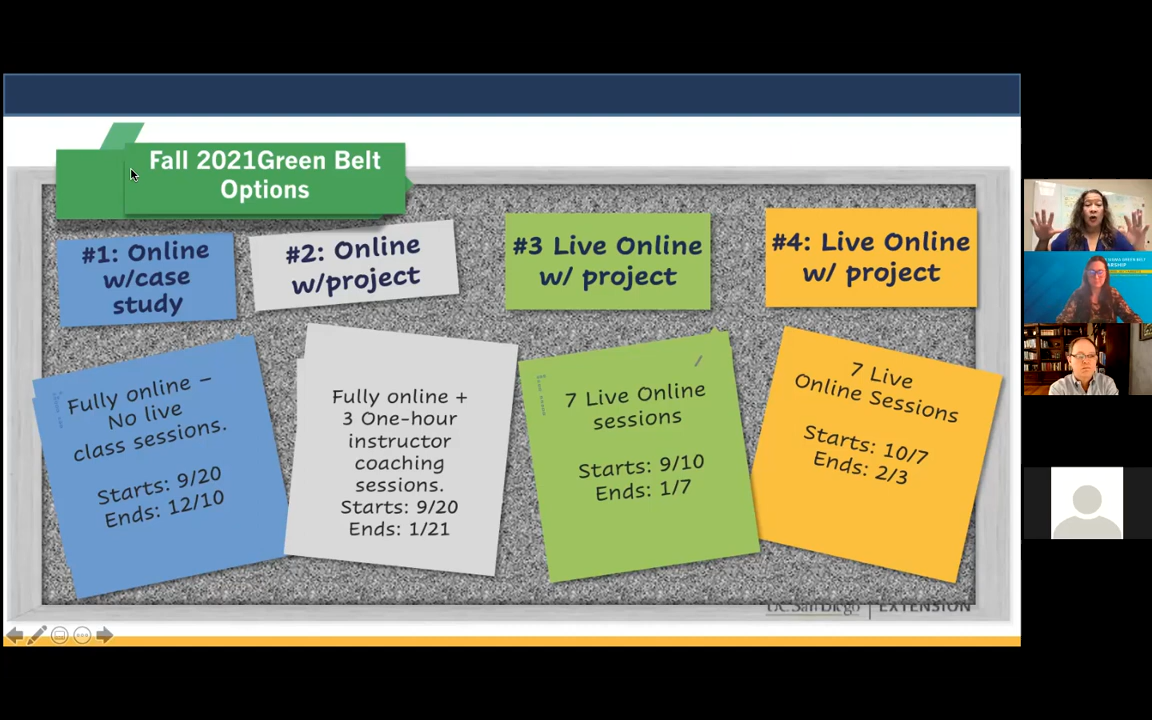 Fall 2021Green Belt
Options
#1: Online
w/case
study
#2: Online
w/project
#3 Live Online
w/ project
#4: Live Online
w/ project
Fully online –
No live
class sessions.
Starts: 9/20
Ends: 12/10
Fully online +
3 One-hour
instructor
coaching
sessions.
Starts: 9/20
Ends: 1/21
7 Live Online
sessions
Starts: 9/10
Ends: 1/7
7 Live
Online Sessions
Starts: 10/7
Ends: 2/3
UC San Diego | EXTENSION